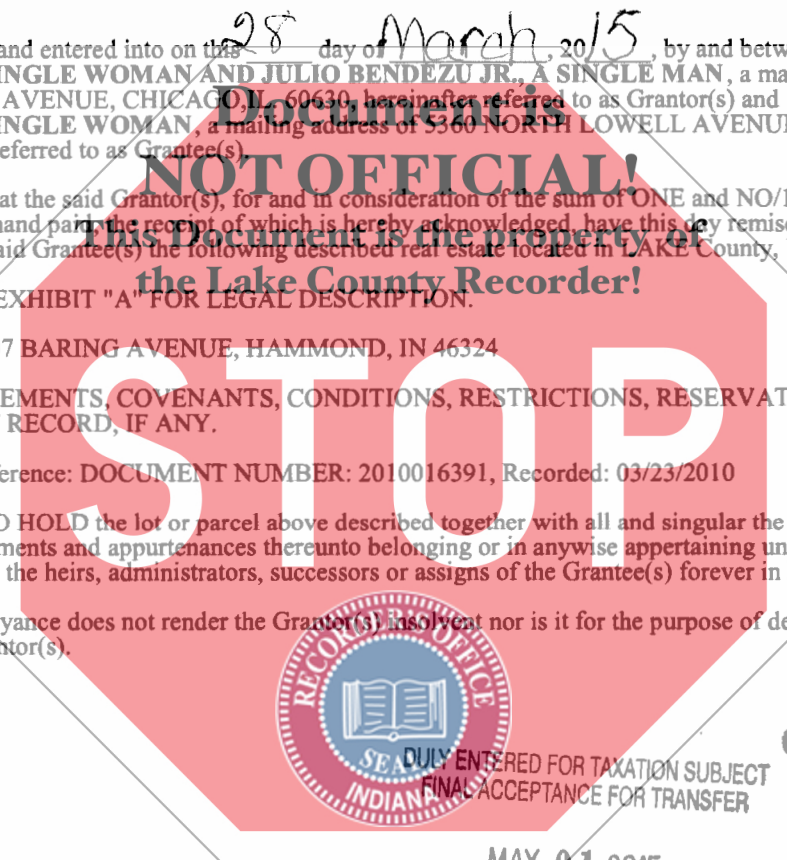 and entered into on this 28 day of March, 2015, by and betw
INGLE WOMAN AND JULIO BENDEZU JR., A SINGLE MAN, a ma
AVENUE, CHICAGO, IL, 60630, hereinafter referred to as Grantor(s) and
INGLE WOMAN, a mailing address of 5360 NORTH LOWELL AVENU
eferred to as Grantee(s).
Document is
NOT OFFICIAL!
This Document is the property of
the Lake County Recorder!
at the said Grantor(s), for and in consideration of the sum of ONE and NO/1
hand paid, the receipt of which is hereby acknowledged, have this day remise
aid Grantee(s) the following described real estate located in LAKE County,
EXHIBIT "A" FOR LEGAL DESCRIPTION.
7 BARING AVENUE, HAMMOND, IN 46324
STOP
EMENTS, COVENANTS, CONDITIONS, RESTRICTIONS, RESERVAT
RECORD, IF ANY.
erence: DOCUMENT NUMBER: 2010016391, Recorded: 03/23/2010
O HOLD the lot or parcel above described together with all and singular the
ments and appurtenances thereunto belonging or in anywise appertaining un
the heirs, administrators, successors or assigns of the Grantee(s) forever in
yance does not render the Grantor(s) insolvent nor is it for the purpose of de
ntor(s).
RECORDER'S OFFICE
SEAL
INDIANA
DULY ENTERED FOR TAXATION SUBJECT
FINAL ACCEPTANCE FOR TRANSFER
MAY 01